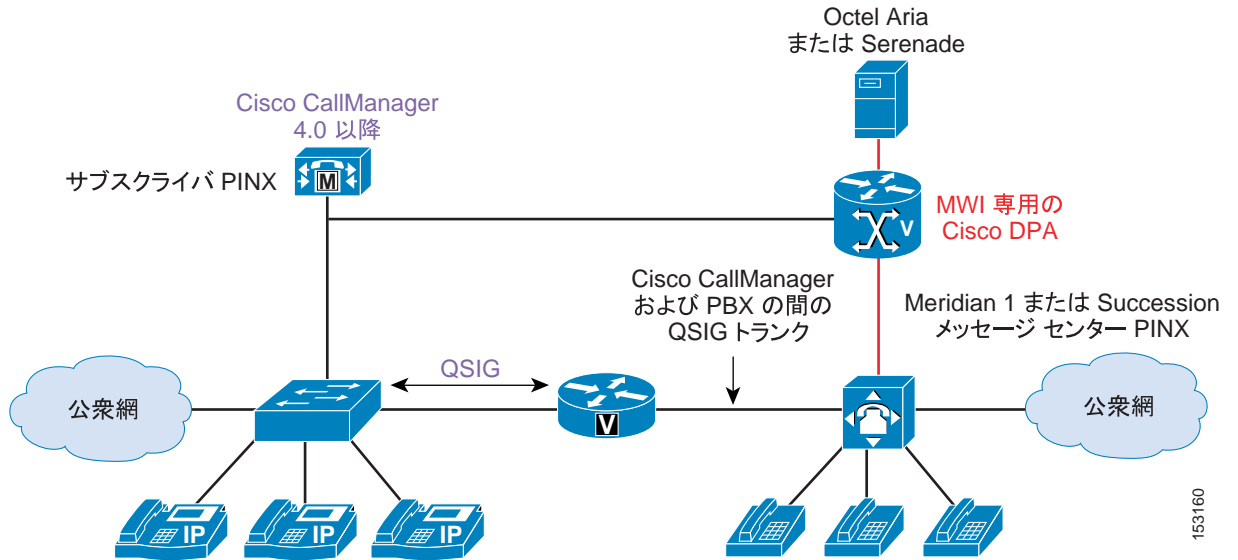 Octel Aria
または Serenade
Cisco CallManager
4.0 以降
サブスクライバ PINX
M
V
MWI 専用の
Cisco DPA
Cisco CallManager
および PBX の間の
QSIG トランク
Meridian 1 または Succession
メッセージ センター PINX
QSIG
公衆網
V
公衆網
IP
IP
IP
153160